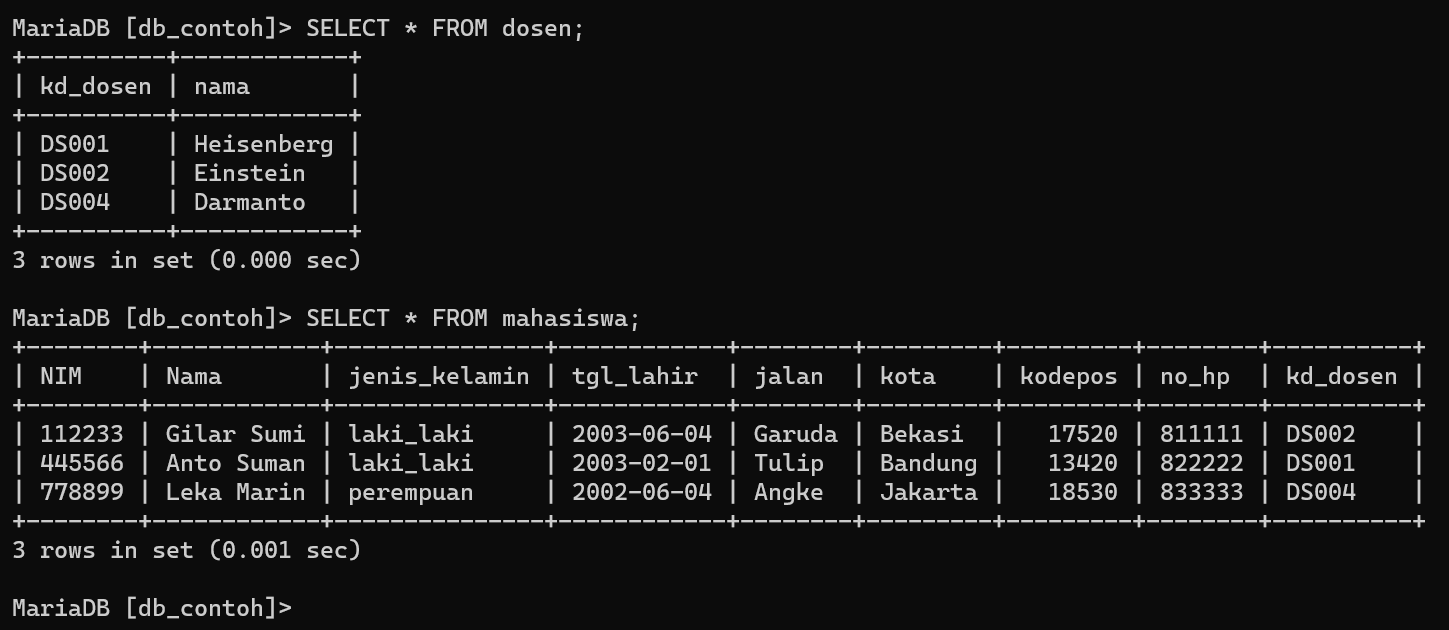 MariaDB [db_contoh]> SELECT * FROM dosen;
+----------+------------+
| kd_dosen | nama       |
+----------+------------+
| DS001    | Heisenberg |
| DS002    | Einstein   |
| DS004    | Darmanto   |
+----------+------------+
3 rows in set (0.000 sec)

MariaDB [db_contoh]> SELECT * FROM mahasiswa;
+--------+------------+---------------+------------+--------+---------+---------+--------+----------+
| NIM    | Nama       | jenis_kelamin | tgl_lahir  | jalan  | kota    | kodepos | no_hp  | kd_dosen |
+--------+------------+---------------+------------+--------+---------+---------+--------+----------+
| 112233 | Gilar Sumi | laki_laki     | 2003-06-04 | Garuda | Bekasi  |   17520 | 811111 | DS002    |
| 445566 | Anto Suman | laki_laki     | 2003-02-01 | Tulip  | Bandung |   13420 | 822222 | DS001    |
| 778899 | Leka Marin | perempuan     | 2002-06-04 | Angke  | Jakarta |   18530 | 833333 | DS004    |
+--------+------------+---------------+------------+--------+---------+---------+--------+----------+
3 rows in set (0.001 sec)

MariaDB [db_contoh]>